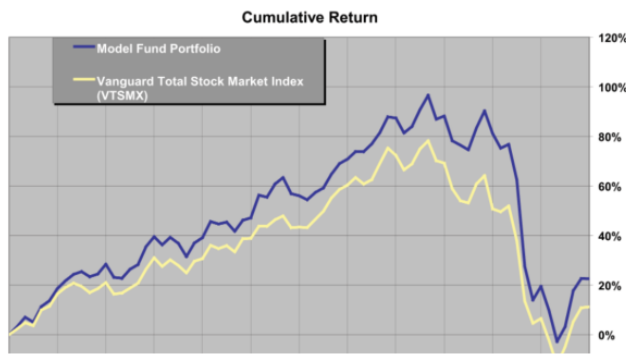 Cumulative Return
Model Fund Portfolio
Vanguard Total Stock Market Index
(VTSMX)
120%
100%
80%
60%
40%
20%
0%